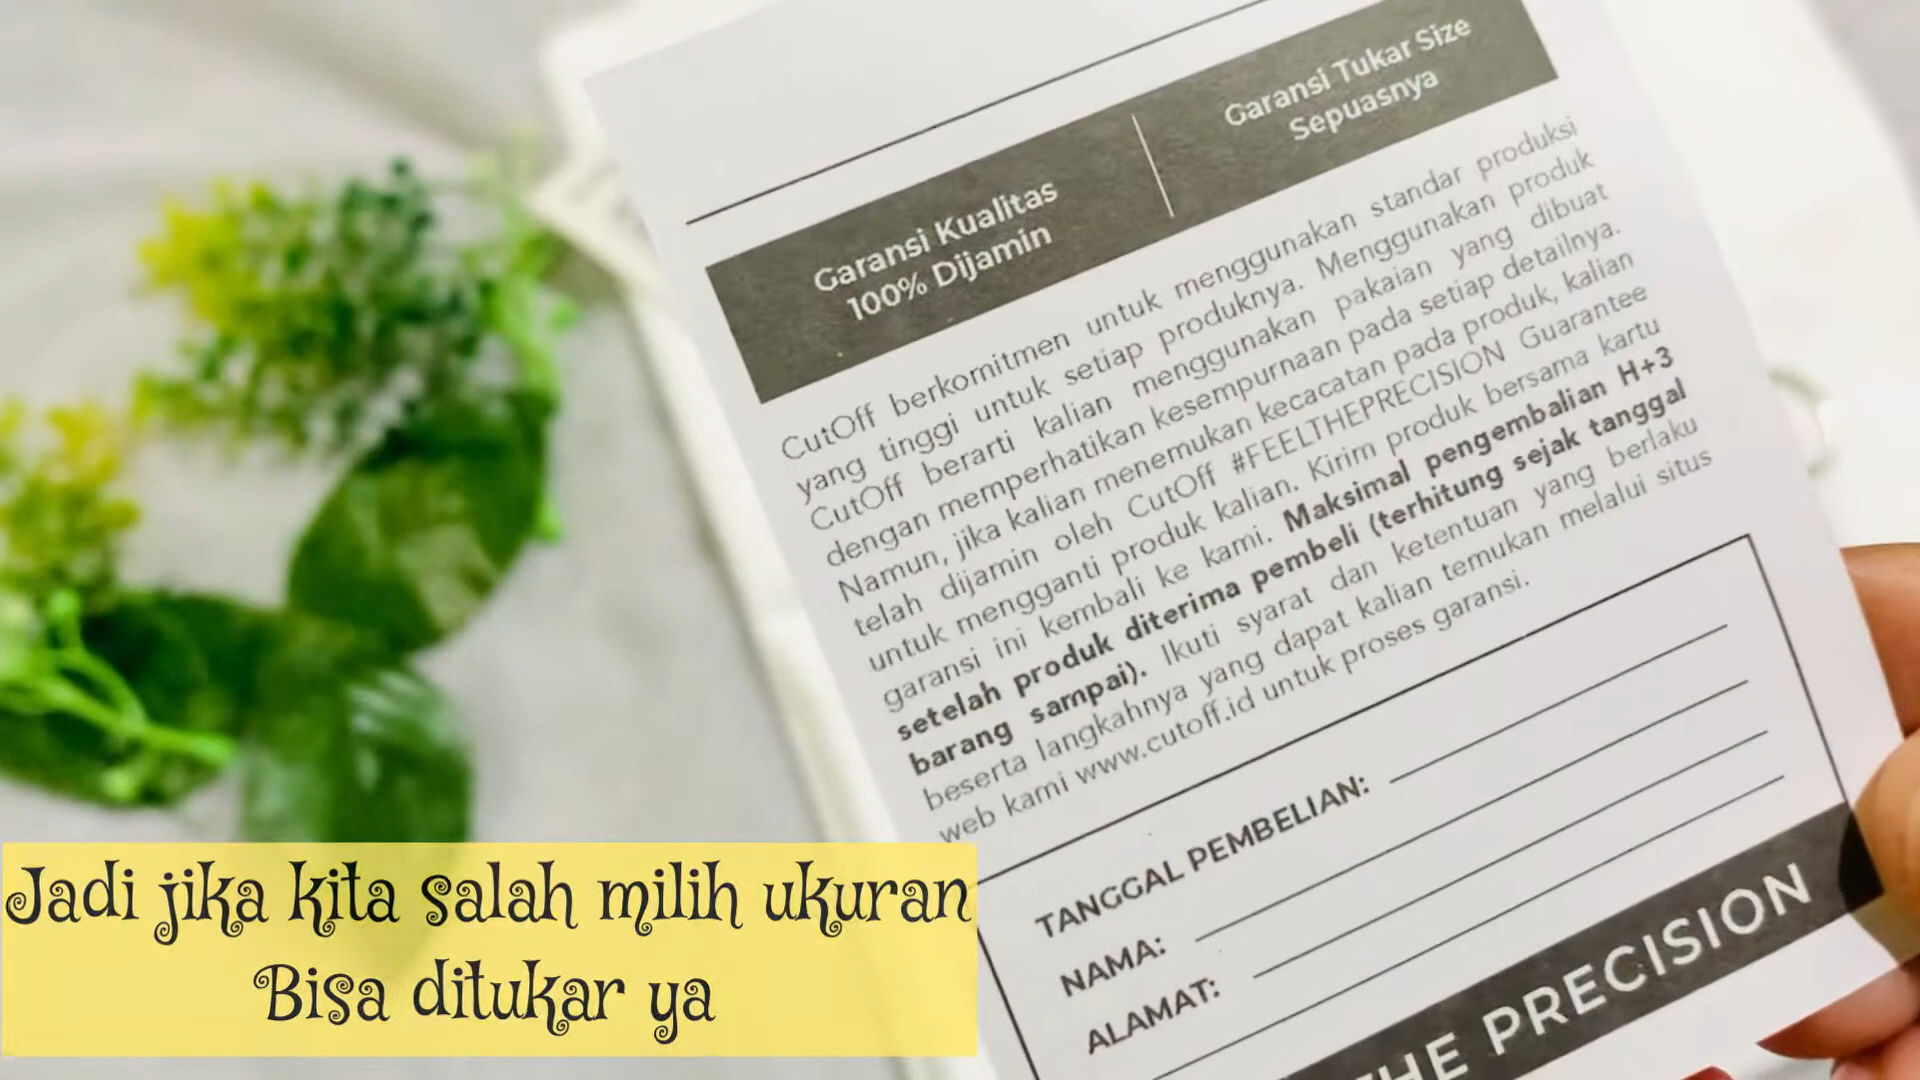 Garansi Kualitas
100% Dijamin
Garansi Tukar Size
Sepuasnya
CutOff berkomitmen untuk menggunakan standar produksi
yang tinggi untuk setiap produknya. Menggunakan produk
CutOff berarti kalian menggunakan pakaian yang dibuat
dengan memperhatikan kesempurnaan pada setiap detailnya.
Namun, jika kalian menemukan kecacatan pada produk, kalian
telah dijamin oleh CutOff #FEELTHEPRECISION Guarantee
untuk mengganti produk kalian. Kirim produk bersama kartu
garansi ini kembali ke kami. Maksimal pengembalian H+3
setelah produk diterima pembeli (terhitung sejak tanggal
barang sampai). Ikuti syarat dan ketentuan yang berlaku
beserta langkahnya yang dapat kalian temukan melalui situs
web kami www.cutoff.id untuk proses garansi.
TANGGAL PEMBELIAN:
NAMA:
ALAMAT:
THE PRECISION
Jadi jika kita salah milih ukuran
Bisa ditukar ya